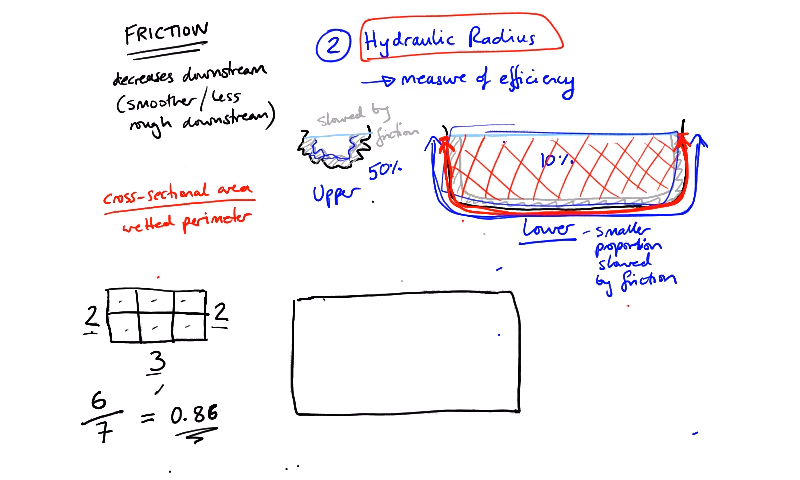 FRICTION
decreases downstream
(smoother/less
rough downstream)
2 Hydraulic Radius
→ measure of efficiency
slowed by
friction
50%
Upper
10%
Lower - smaller
proportion
slowed
by friction
cross-sectional area
wetted perimeter
2 2
3
6
7 = 0.86